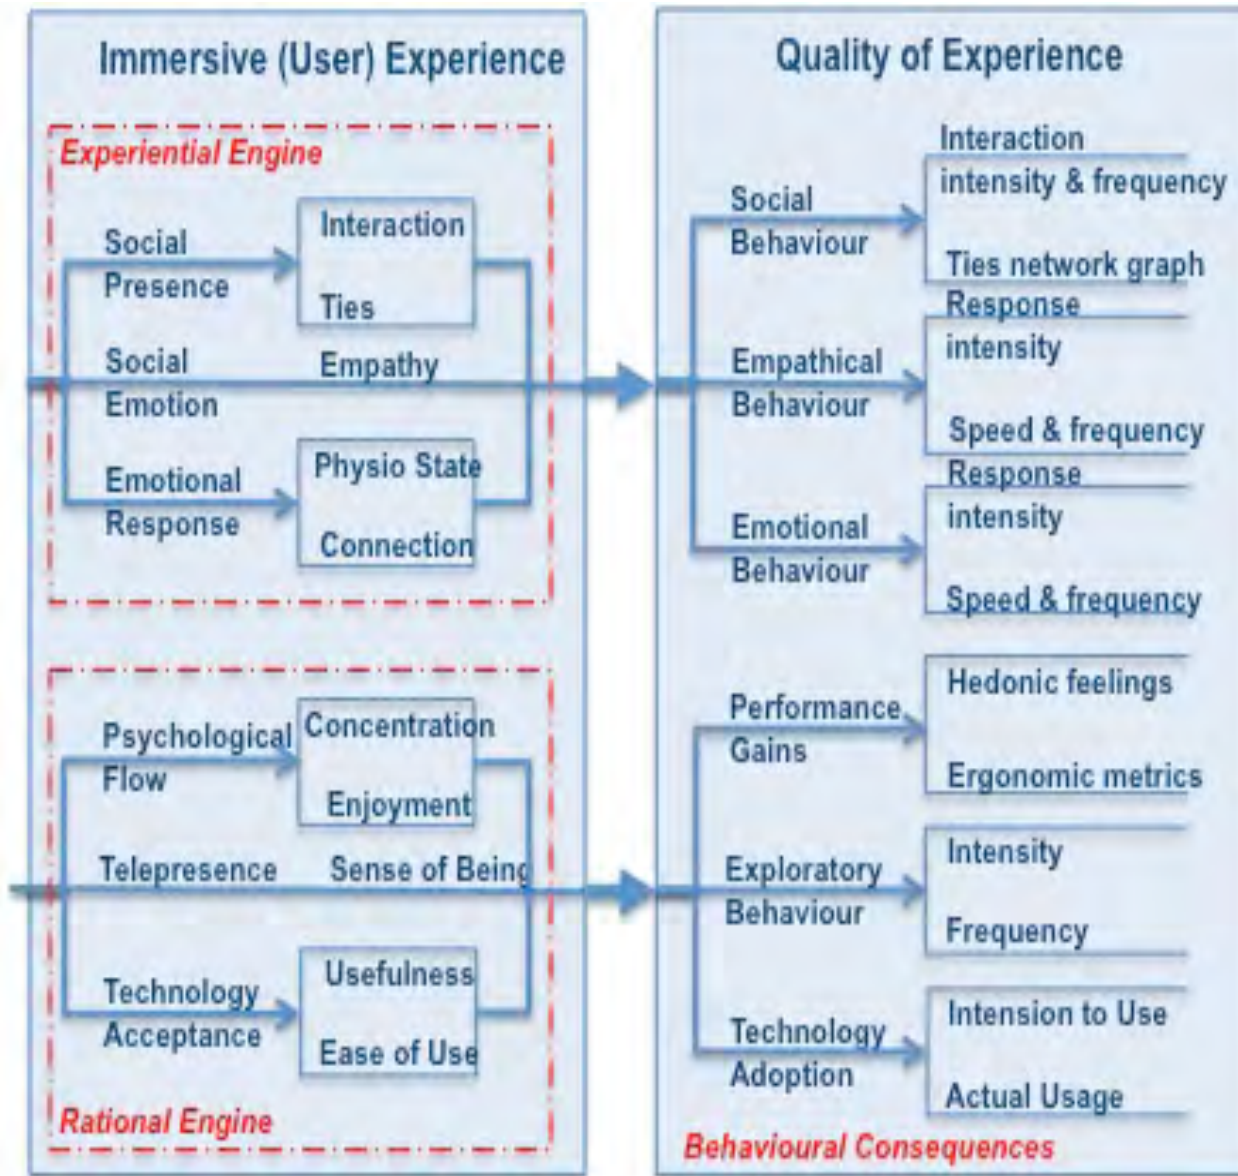 Immersive (User) Experience
Experiential Engine
Social
Presence
Interaction
Ties
Social
Emotion
Empathy
Emotional
Response
Physio State
Connection
Psychological
Flow
Concentration
Enjoyment
Telepresence
Sense of Being
Technology
Acceptance
Usefulness
Ease of Use
Rational Engine
Quality of Experience
Social
Behaviour
Interaction
intensity & frequency
Ties network graph
Empathical
Behaviour
Response
intensity
Speed & frequency
Emotional
Behaviour
Response
intensity
Speed & frequency
Performance
Gains
Hedonic feelings
Ergonomic metrics
Exploratory
Behaviour
Intensity
Frequency
Technology
Adoption
Intension to Use
Actual Usage
Behavioural Consequences